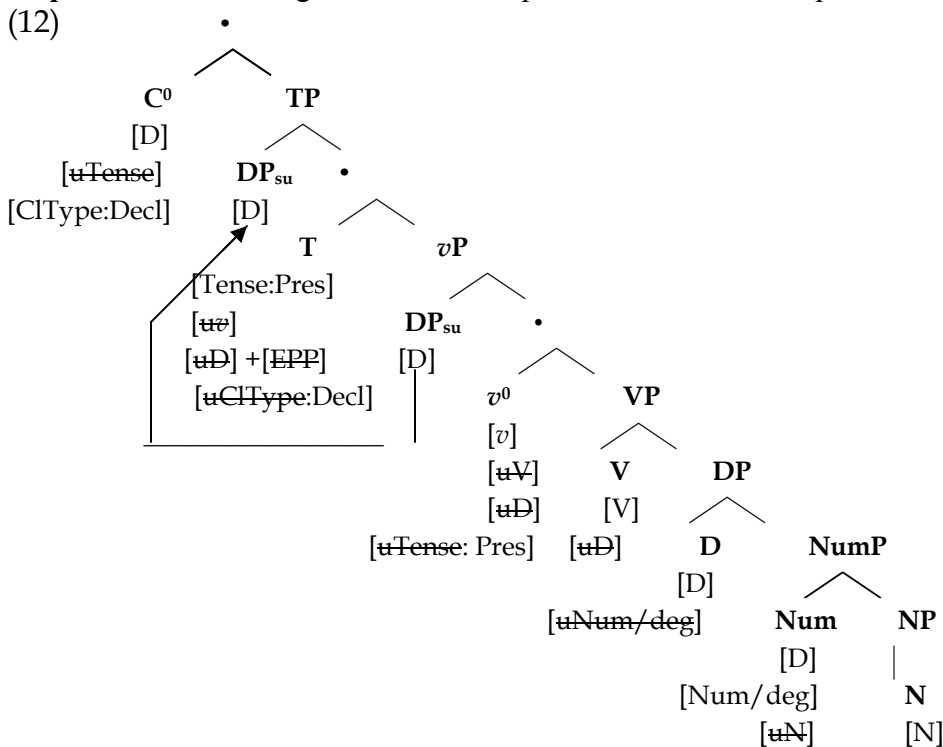 (12)
•
C⁰ TP
[D]
[uTense] DPsu •
[ClType:Decl] [D]
T vP
[Tense:Pres]
[uv] DPsu •
[uD] +[EPP] [D]
[uClType:Decl] v⁰ VP
[v]
[uV] V DP
[uD] [V]
[uTense: Pres] [uD] D NumP
[D]
[uNum/deg] Num NP
[D]
[Num/deg] N
[uN] [N]